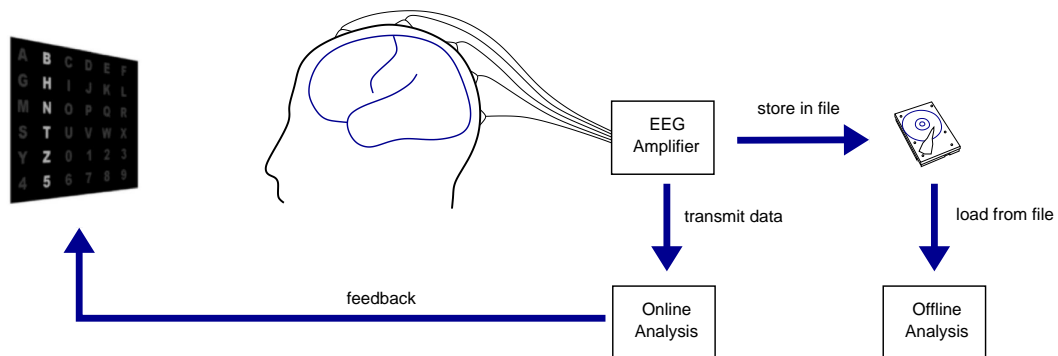 A B C D E F
G H I J K L
M N O P Q R
S T U V W X
Y Z 0 1 2 3
4 5 6 7 8 9
EEG
Amplifier
store in file
transmit data
load from file
feedback
Online
Analysis
Offline
Analysis